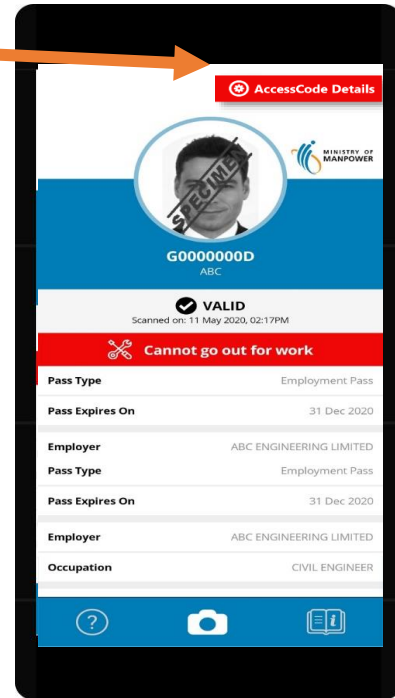 AccessCode Details
MINISTRY OF
MANPOWER
SPECIMEN
G0000000D
ABC
VALID
Scanned on: 11 May 2020, 02:17PM
Cannot go out for work
Pass Type Employment Pass
Pass Expires On 31 Dec 2020
Employer ABC ENGINEERING LIMITED
Pass Type Employment Pass
Pass Expires On 31 Dec 2020
Employer ABC ENGINEERING LIMITED
Occupation CIVIL ENGINEER
? 
i